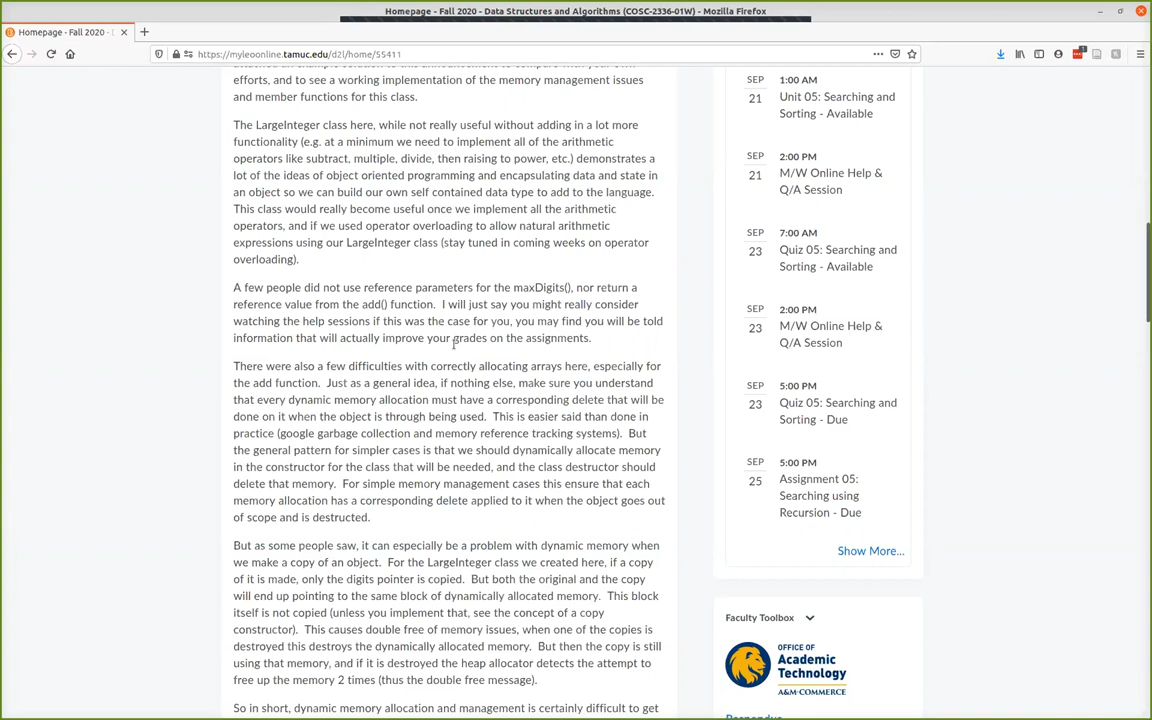 Homepage - Fall 2020 - Data Structures and Algorithms (COSC-2336-01W) - Mozilla Firefox
Homepage - Fall 2020 -
https://myleoonline.tamuc.edu/d2l/home/55411
efforts, and to see a working implementation of the memory management issues
and member functions for this class.
The LargeInteger class here, while not really useful without adding in a lot more
functionality (e.g. at a minimum we need to implement all of the arithmetic
operators like subtract, multiple, divide, then raising to power, etc.) demonstrates a
lot of the ideas of object oriented programming and encapsulating data and state in
an object so we can build our own self contained data type to add to the language.
This class would really become useful once we implement all the arithmetic
operators, and if we used operator overloading to allow natural arithmetic
expressions using our LargeInteger class (stay tuned in coming weeks on operator
overloading).
A few people did not use reference parameters for the maxDigits(), nor return a
reference value from the add() function.  I will just say you might really consider
watching the help sessions if this was the case for you, you may find you will be told
information that will actually improve your grades on the assignments.
There were also a few difficulties with correctly allocating arrays here, especially for
the add function.  Just as a general idea, if nothing else, make sure you understand
that every dynamic memory allocation must have a corresponding delete that will be
done on it when the object is through being used.  This is easier said than done in
practice (google garbage collection and memory reference tracking systems).  But
the general pattern for simpler cases is that we should dynamically allocate memory
in the constructor for the class that will be needed, and the class destructor should
delete that memory.  For simple memory management cases this ensure that each
memory allocation has a corresponding delete applied to it when the object goes out
of scope and is destructed.
But as some people saw, it can especially be a problem with dynamic memory when
we make a copy of an object.  For the LargeInteger class we created here, if a copy
of it is made, only the digits pointer is copied.  But both the original and the copy
will end up pointing to the same block of dynamically allocated memory.  This block
itself is not copied (unless you implement that, see the concept of a copy
constructor).  This causes double free of memory issues, when one of the copies is
destroyed this destroys the dynamically allocated memory.  But then the copy is still
using that memory, and if it is destroyed the heap allocator detects the attempt to
free up the memory 2 times (thus the double free message).
So in short, dynamic memory allocation and management is certainly difficult to get
SEP
21
1:00 AM
Unit 05: Searching and
Sorting - Available
SEP
21
2:00 PM
M/W Online Help &
Q/A Session
SEP
23
7:00 AM
Quiz 05: Searching and
Sorting - Available
SEP
23
2:00 PM
M/W Online Help &
Q/A Session
SEP
23
5:00 PM
Quiz 05: Searching and
Sorting - Due
SEP
25
5:00 PM
Assignment 05:
Searching using
Recursion - Due
Show More...
Faculty Toolbox
OFFICE OF
Academic
Technology
A&M-COMMERCE